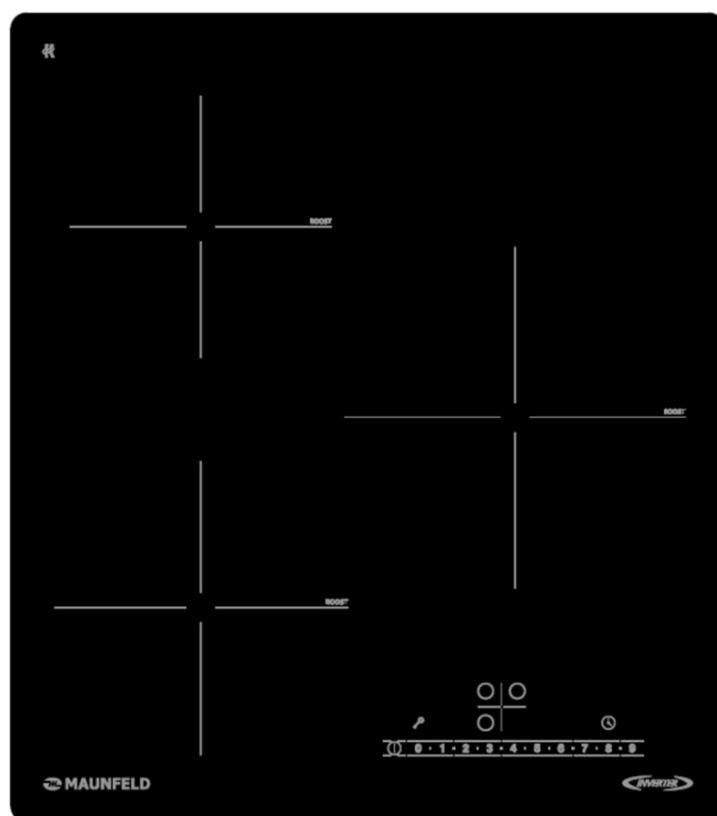 BOOST
BOOST
BOOST
0 · 1 · 2 · 3 · 4 · 5 · 6 · 7 · 8 · 9
MAUNFELD
INVERTER